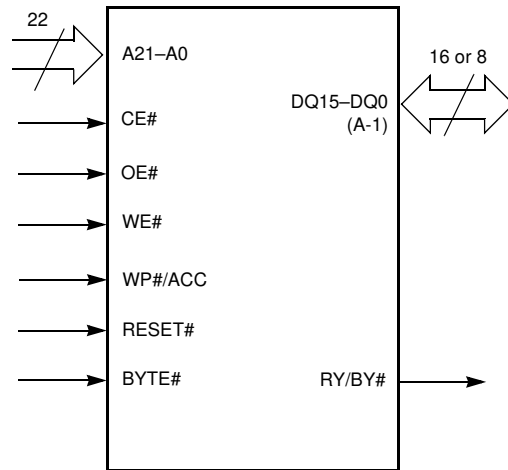 22
A21–A0
16 or 8
DQ15–DQ0
(A-1)
CE#
OE#
WE#
WP#/ACC
RESET#
BYTE#
RY/BY#